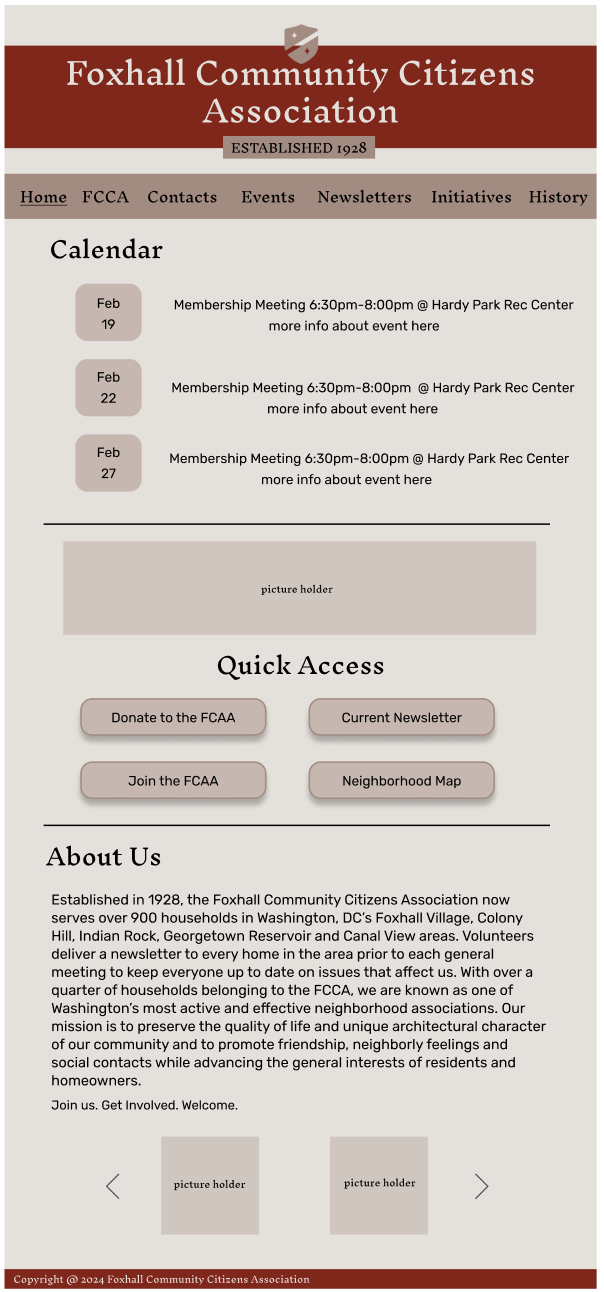 Foxhall Community Citizens
Association
ESTABLISHED 1928
Home FCCA Contacts Events Newsletters Initiatives History
Calendar
Feb
19
Membership Meeting 6:30pm-8:00pm @ Hardy Park Rec Center
more info about event here
Feb
22
Membership Meeting 6:30pm-8:00pm @ Hardy Park Rec Center
more info about event here
Feb
27
Membership Meeting 6:30pm-8:00pm @ Hardy Park Rec Center
more info about event here
picture holder
Quick Access
Donate to the FCAA
Current Newsletter
Join the FCAA
Neighborhood Map
About Us
Established in 1928, the Foxhall Community Citizens Association now
serves over 900 households in Washington, DC’s Foxhall Village, Colony
Hill, Indian Rock, Georgetown Reservoir and Canal View areas. Volunteers
deliver a newsletter to every home in the area prior to each general
meeting to keep everyone up to date on issues that affect us. With over a
quarter of households belonging to the FCCA, we are known as one of
Washington’s most active and effective neighborhood associations. Our
mission is to preserve the quality of life and unique architectural character
of our community and to promote friendship, neighborly feelings and
social contacts while advancing the general interests of residents and
homeowners.
Join us. Get Involved. Welcome.
picture holder
picture holder
Copyright @ 2024 Foxhall Community Citizens Association